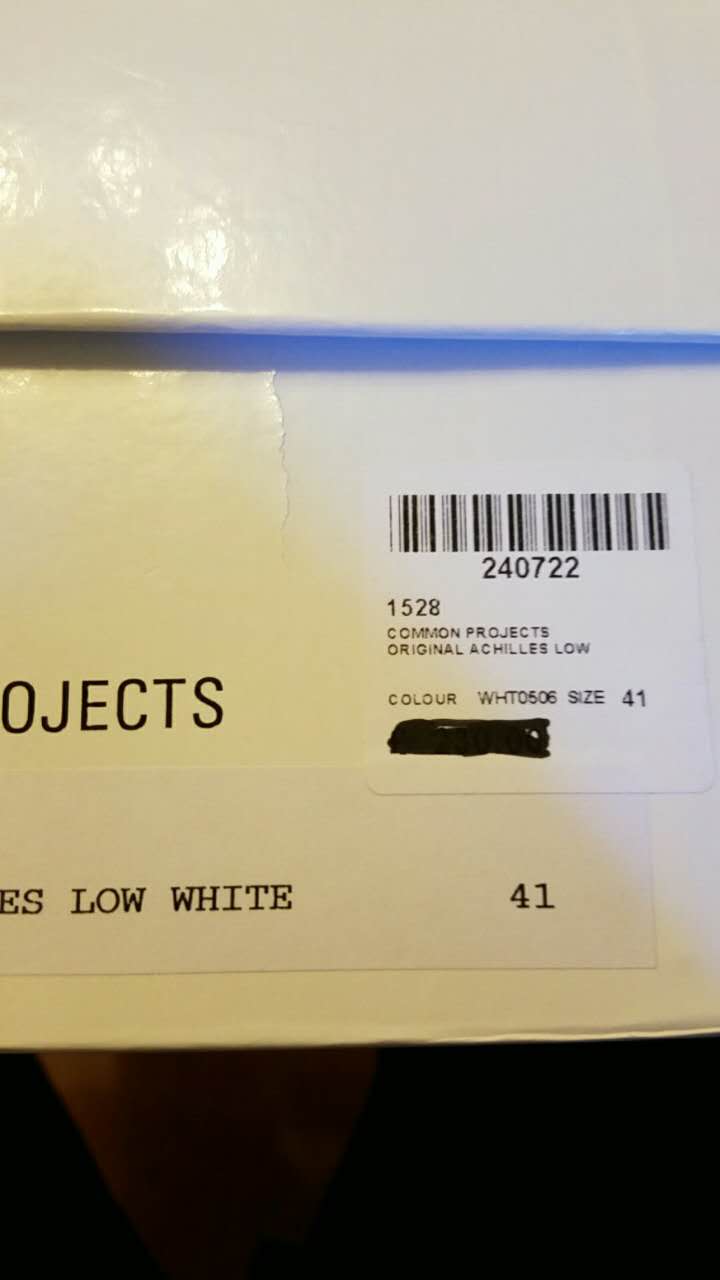 240722
1528
COMMON PROJECTS
ORIGINAL ACHILLES LOW
COLOUR WHT0506 SIZE 41
OJECTS
ES LOW WHITE 41